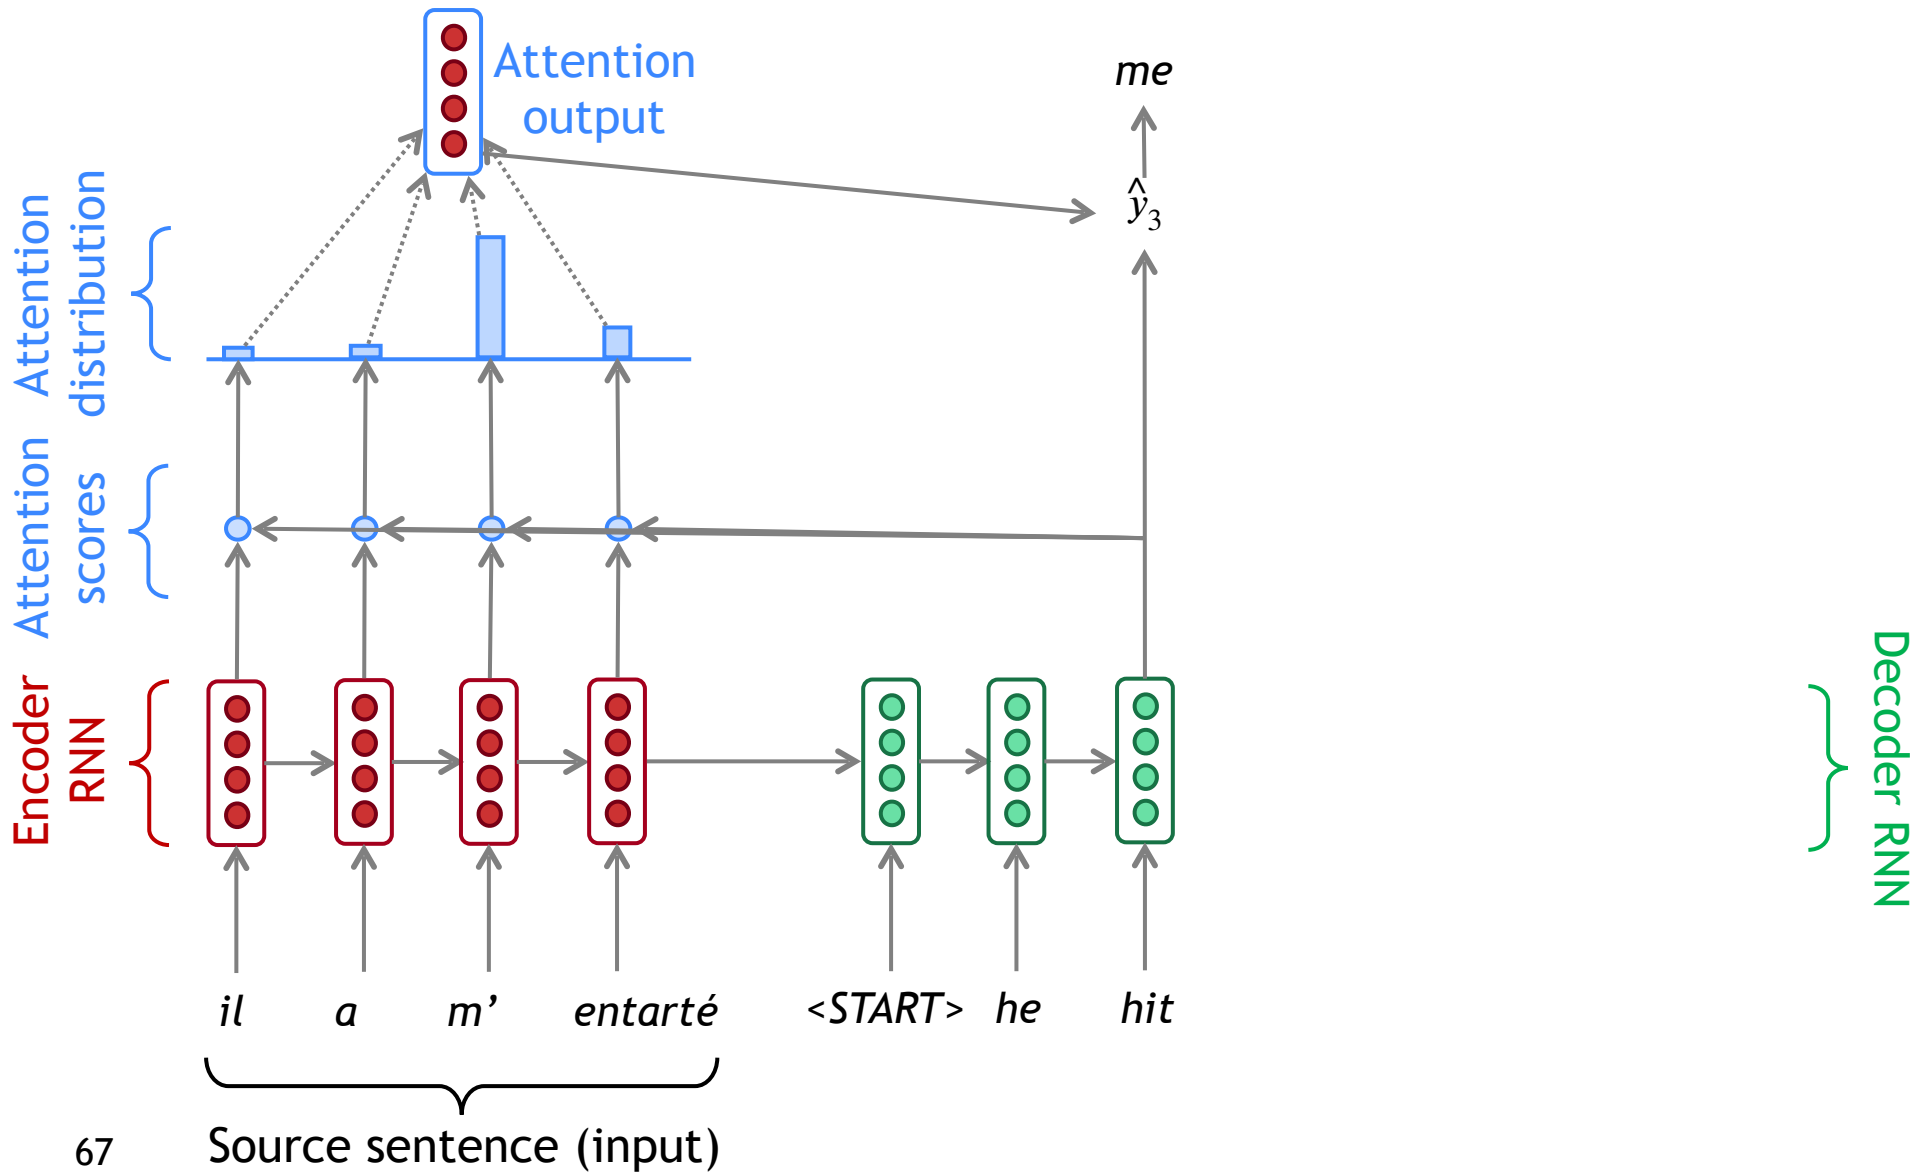 Attention
output
me
ŷ3
Attention
distribution
Attention
scores
Encoder
RNN
Decoder RNN
il a m’ entarté <START> he hit
Source sentence (input)
67